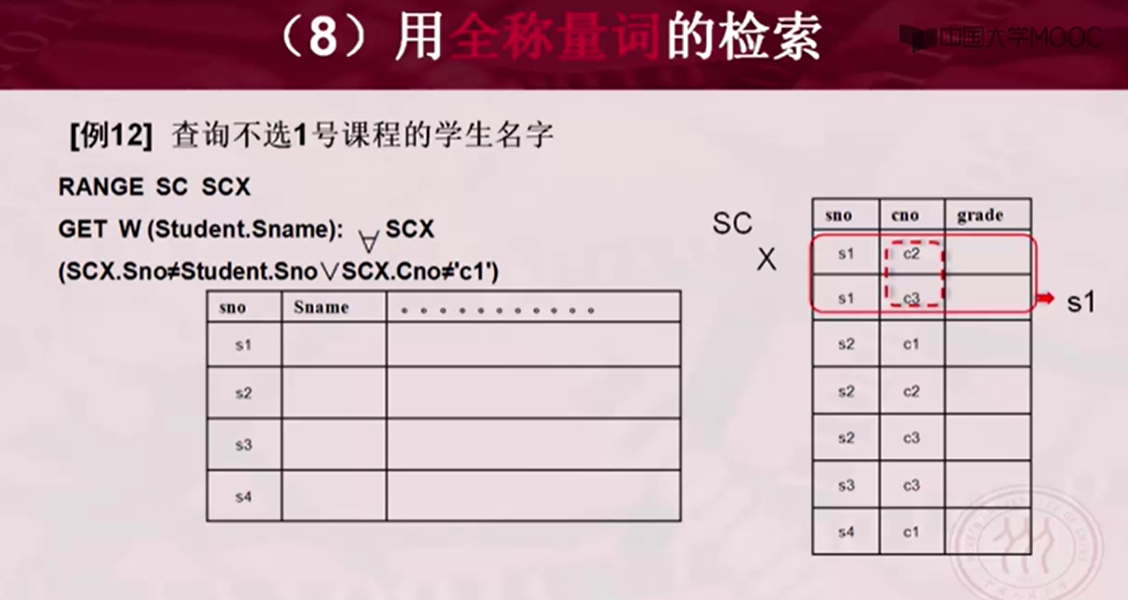 （8）用全称量词的检索
中国大学MOOC
[例12] 查询不选1号课程的学生名字
RANGE SC SCX
GET W (Student.Sname): ∀ SCX
(SCX.Sno≠Student.Sno∨SCX.Cno≠'c1')
sno Sname 。。。。。。。。。。。
s1
s2
s3
s4
SC
X
sno cno grade
s1 c2
s1 c3
s2 c1
s2 c2
s2 c3
s3 c3
s4 c1
s1